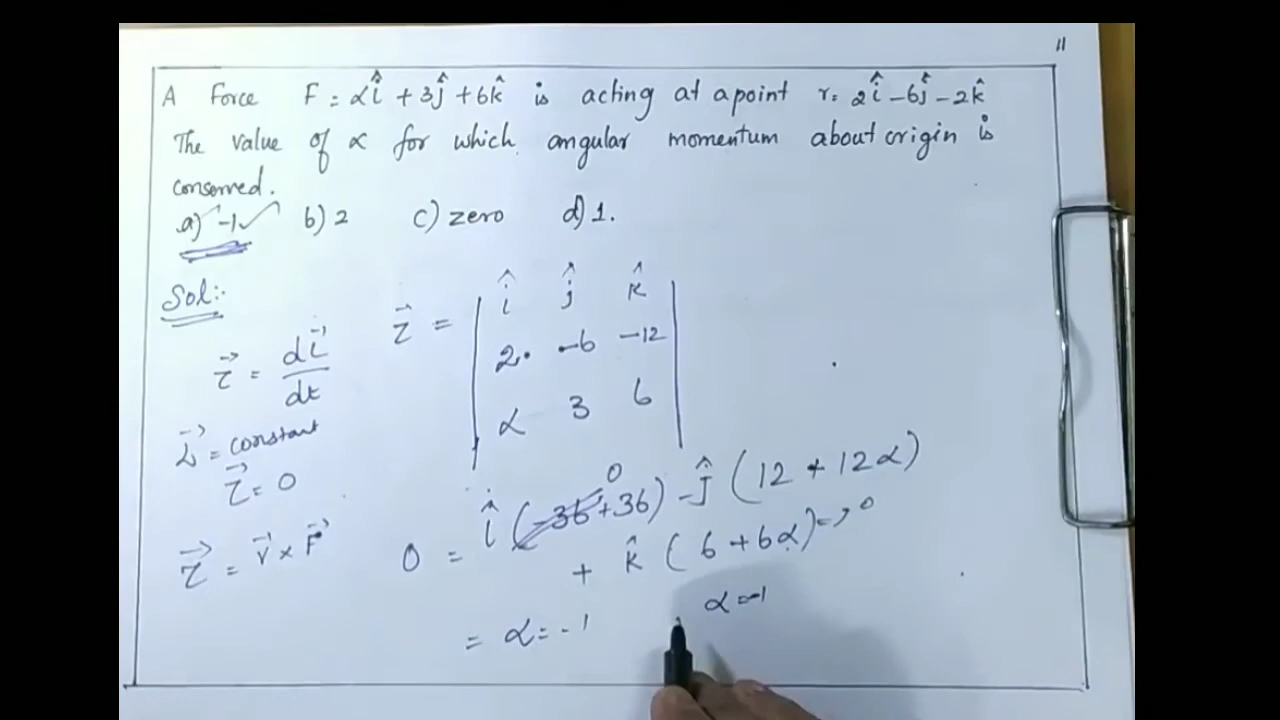 11
A Force F = αî + 3ĵ + 6k̂ is acting at a point r = 2î - 6ĵ - 2k̂
The value of α for which angular momentum about origin is
conserved.
a) -1 b) 2 c) zero d) 1.
Sol:-
î ĵ k̂
τ⃗ = | 2 -6 -12 |
α 3 6
τ⃗ = dL⃗/dt
L⃗ = constant
τ⃗ = 0
τ⃗ = r⃗ × F⃗
0
0 = î (-36+36) - ĵ (12 + 12α)
+ k̂ (6 + 6α) = 0
α = -1
= α = -1